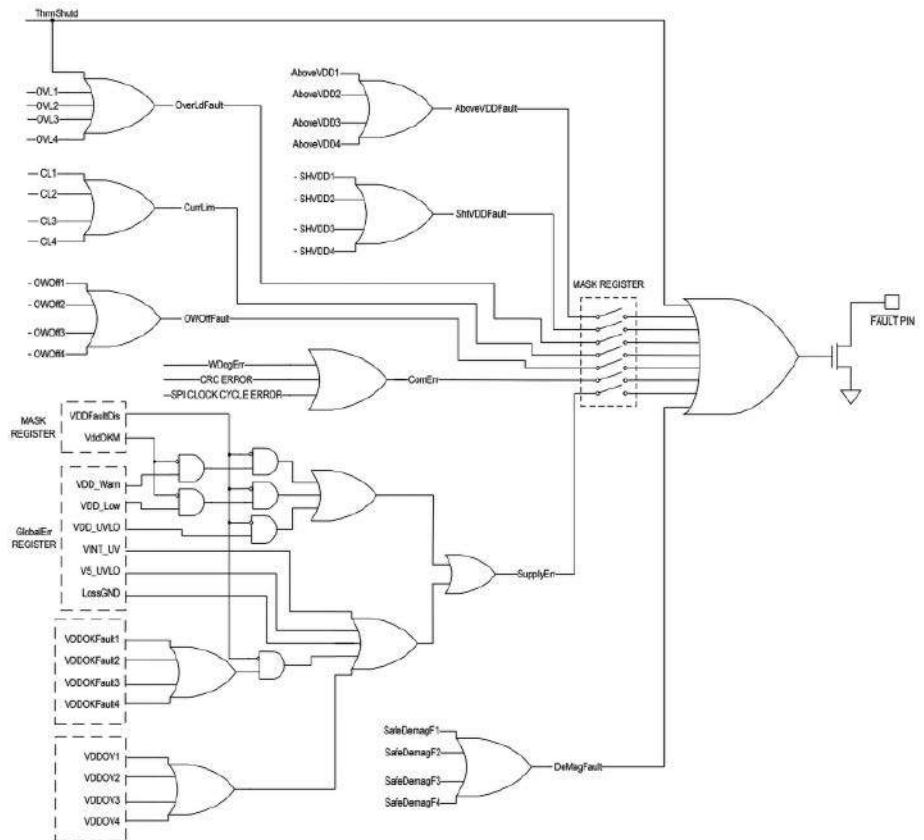 ThrmShutd
OVL1
OVL2
OVL3
OVL4
OverLdFault
CL1
CL2
CL3
CL4
CurrLim
OWOff1
OWOff2
OWOff3
OWOff4
OWOffFault
AboveVDD1
AboveVDD2
AboveVDD3
AboveVDD4
AboveVDDFault
SHVDD1
SHVDD2
SHVDD3
SHVDD4
ShtVDDFault
MASK REGISTER
FAULT PIN
WDogErr
CRC ERROR
SPI CLOCK CYCLE ERROR
ComErr
MASK
REGISTER
VDDFaultDis
VddOKM
GlobalErr
REGISTER
VDD_Warn
VDD_Low
VDD_UVLO
VINT_UV
V5_UVLO
LossGND
SupplyErr
VDDOKFault1
VDDOKFault2
VDDOKFault3
VDDOKFault4
VDDOV1
VDDOV2
VDDOV3
VDDOV4
SafeDemagF1
SafeDemagF2
SafeDemagF3
SafeDemagF4
DeMagFault